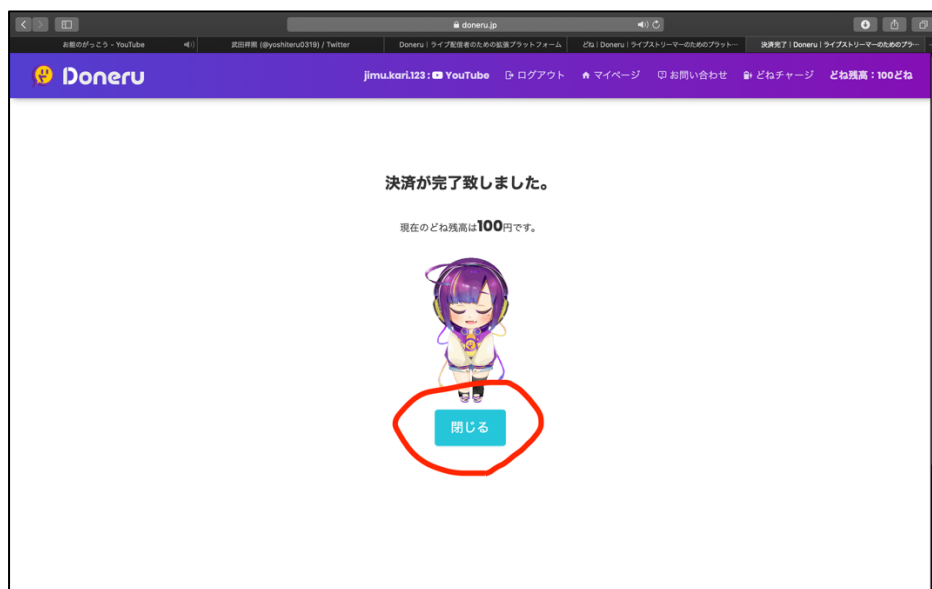 doneru.jp
お能のがっこう - YouTube
武田祥照 (@yoshiteru0319) / Twitter
Doneru | ライブ配信者のための拡張プラットフォーム
どね | Doneru | ライブストリーマーのためのプラット…
決済完了 | Doneru | ライブストリーマーのためのプラ…
Doneru
jimu.kari.123 : YouTube
ログアウト
マイページ
お問い合わせ
どねチャージ
どね残高：100どね
決済が完了致しました。
現在のどね残高は100円です。
閉じる